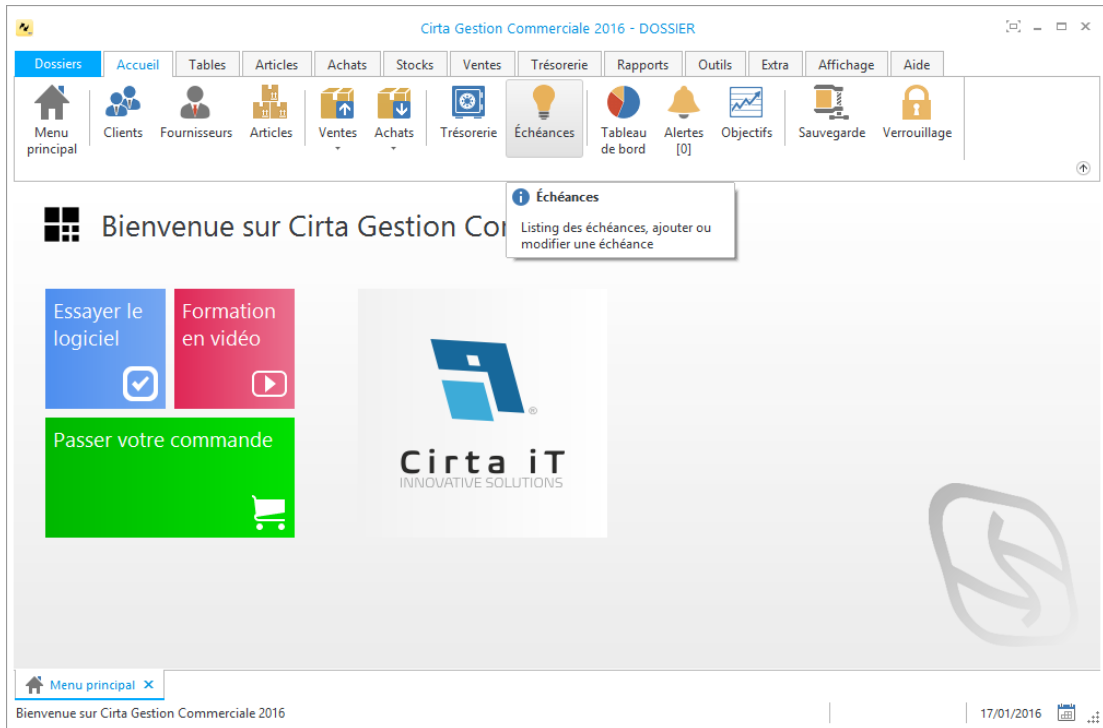 Cirta Gestion Commerciale 2016 - DOSSIER
Dossiers Accueil Tables Articles Achats Stocks Ventes Trésorerie Rapports Outils Extra Affichage Aide
Menu principal
Clients
Fournisseurs
Articles
Ventes
Achats
Trésorerie
Échéances
Tableau de bord
Alertes [0]
Objectifs
Sauvegarde
Verrouillage
Échéances
Listing des échéances, ajouter ou
modifier une échéance
Bienvenue sur Cirta Gestion
Essayer le
logiciel
Formation
en vidéo
Passer votre commande
Cirta iT
INNOVATIVE SOLUTIONS
Menu principal
Bienvenue sur Cirta Gestion Commerciale 2016
17/01/2016